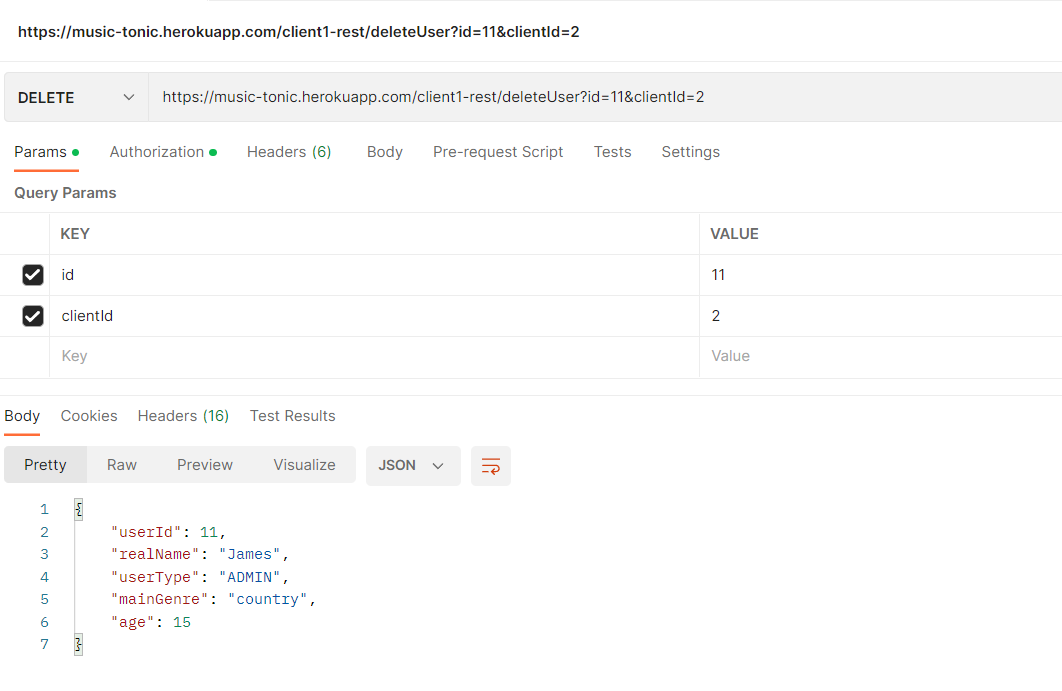 https://music-tonic.herokuapp.com/client1-rest/deleteUser?id=11&clientId=2
DELETE https://music-tonic.herokuapp.com/client1-rest/deleteUser?id=11&clientId=2
Params Authorization Headers (6) Body Pre-request Script Tests Settings
Query Params
KEY VALUE
id 11
clientId 2
Key Value
Body Cookies Headers (16) Test Results
Pretty Raw Preview Visualize JSON
1 {
2 "userId": 11,
3 "realName": "James",
4 "userType": "ADMIN",
5 "mainGenre": "country",
6 "age": 15
7 }